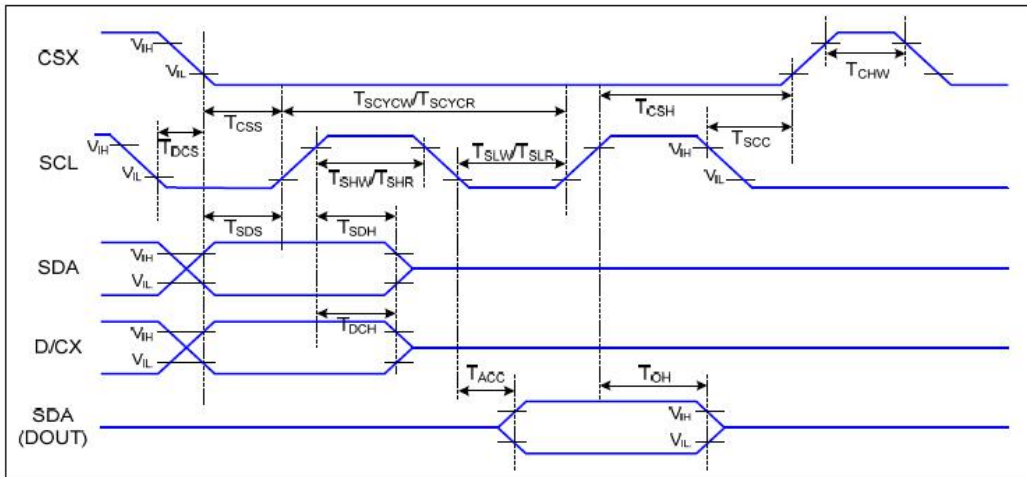 CSX
VIH
VIL
TCHW
TSCYCW/TSCYCR
TCSS
TCSH
TDCS
TSCC
SCL
VIH
VIL
TSHW/TSHR
TSLW/TSLR
VIH
VIL
TSDS
TSDH
SDA
VIH
VIL
TDCH
D/CX
VIH
VIL
TACC
TOH
SDA
(DOUT)
VIH
VIL